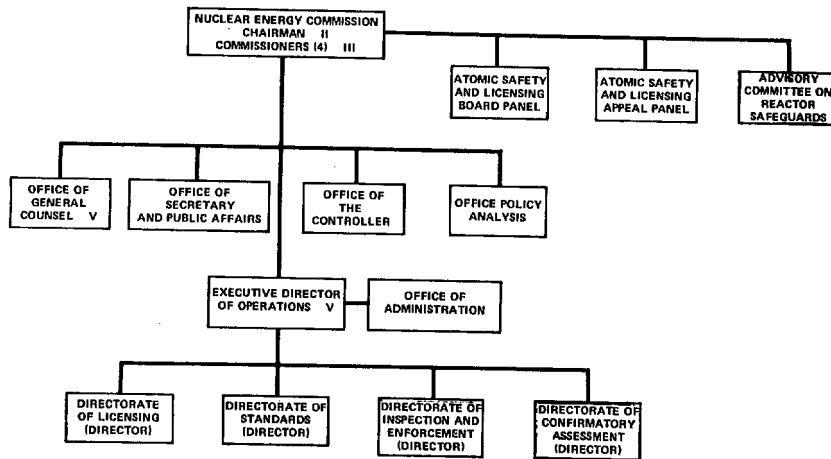 NUCLEAR ENERGY COMMISSION
CHAIRMAN II
COMMISSIONERS (4) III
ATOMIC SAFETY
AND LICENSING
BOARD PANEL
ATOMIC SAFETY
AND LICENSING
APPEAL PANEL
ADVISORY
COMMITTEE ON
REACTOR
SAFEGUARDS
OFFICE OF
GENERAL
COUNSEL V
OFFICE OF
SECRETARY
AND PUBLIC AFFAIRS
OFFICE OF
THE
CONTROLLER
OFFICE POLICY
ANALYSIS
EXECUTIVE DIRECTOR
OF OPERATIONS V
OFFICE OF
ADMINISTRATION
DIRECTORATE
OF LICENSING
(DIRECTOR)
DIRECTORATE OF
STANDARDS
(DIRECTOR)
DIRECTORATE OF
INSPECTION AND
ENFORCEMENT
(DIRECTOR)
DIRECTORATE OF
CONFIRMATORY
ASSESSMENT
(DIRECTOR)